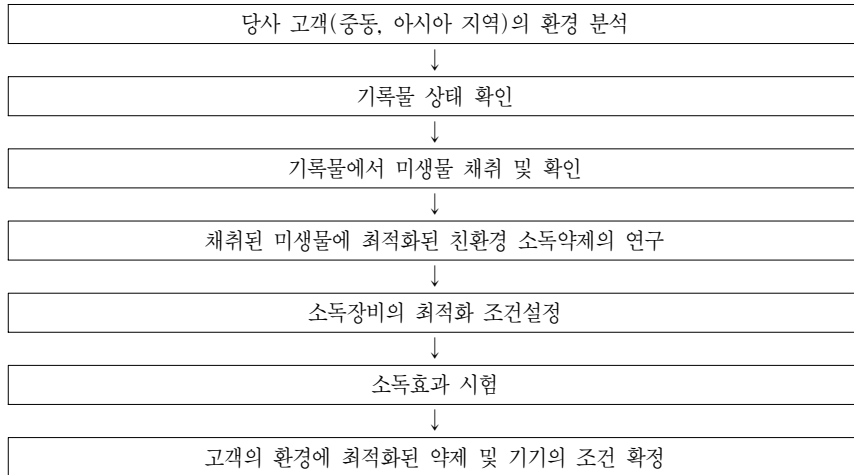 당사 고객(중동, 아시아 지역)의 환경 분석
↓
기록물 상태 확인
↓
기록물에서 미생물 채취 및 확인
↓
채취된 미생물에 최적화된 친환경 소독약제의 연구
↓
소독장비의 최적화 조건설정
↓
소독효과 시험
↓
고객의 환경에 최적화된 약제 및 기기의 조건 확정